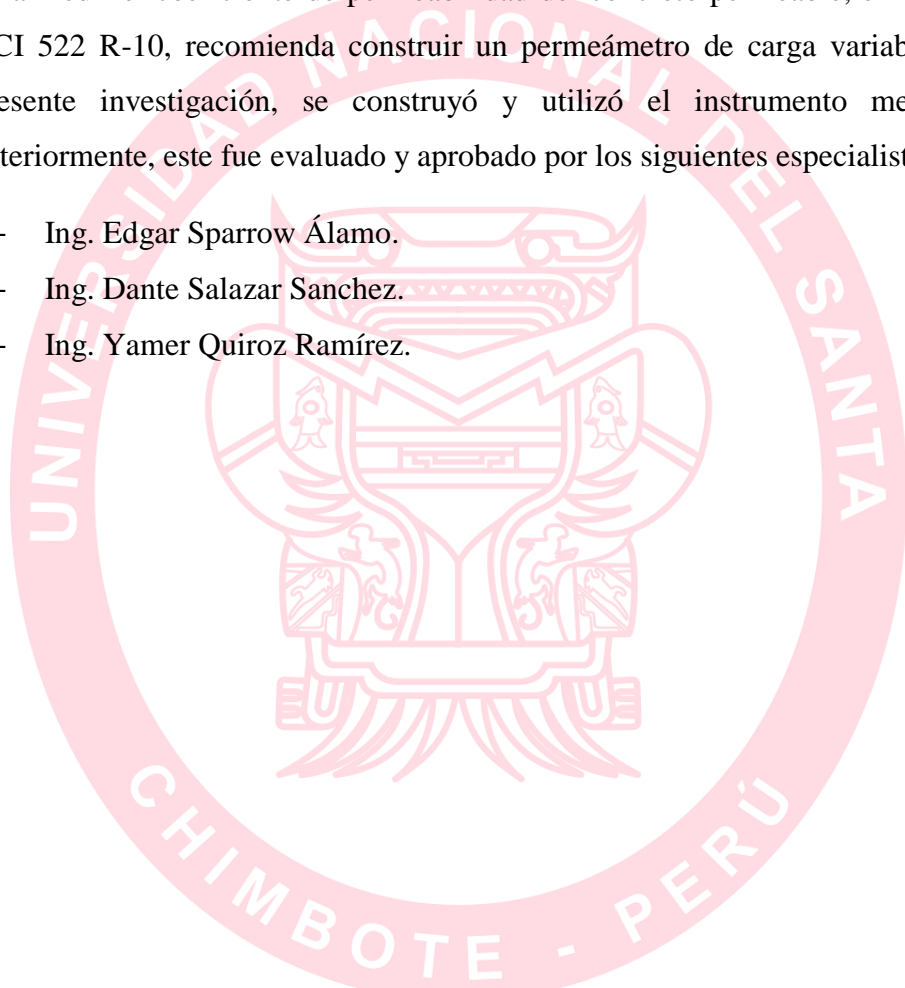 CI 522 R-10, recomienda construir un permeámetro de carga variab
esente investigación, se construyó y utilizó el instrumento me
teriormente, este fue evaluado y aprobado por los siguientes especialist
- Ing. Edgar Sparrow Álamo.
- Ing. Dante Salazar Sanchez.
- Ing. Yamer Quiroz Ramírez.
UNIVERSIDAD NACIONAL DEL SANTA
CHIMBOTE - PERÚ